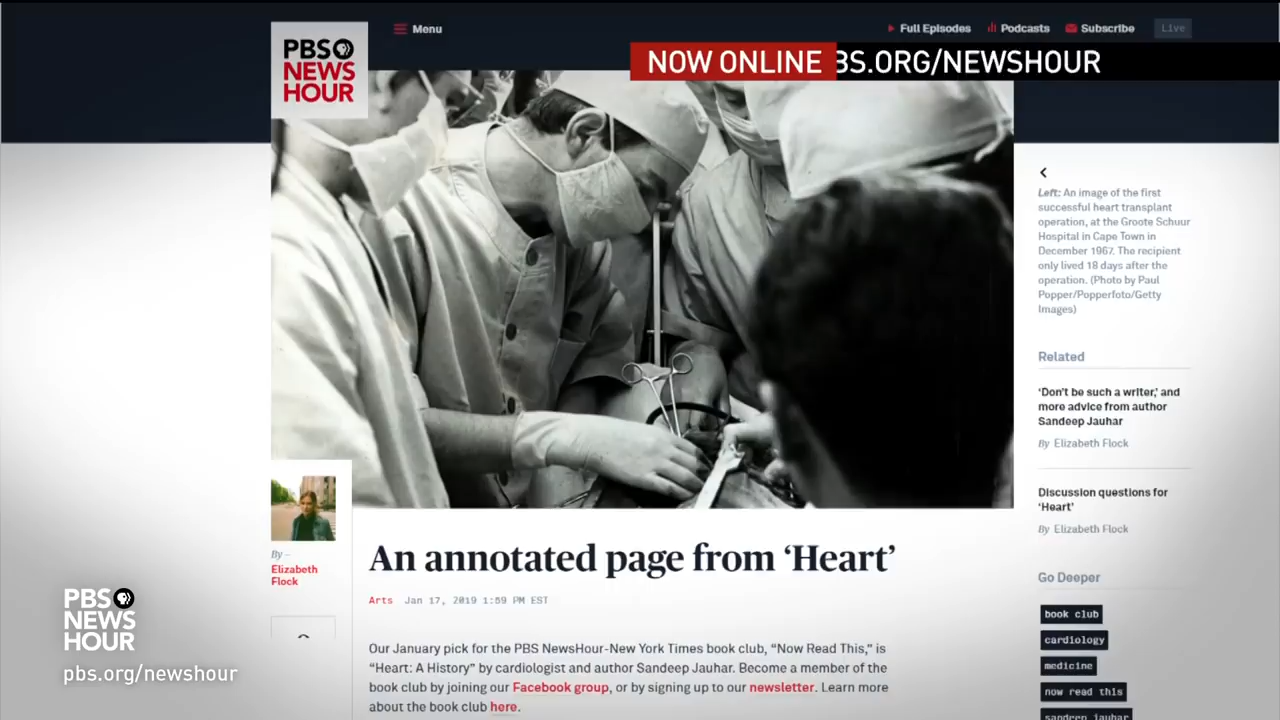 PBS
NEWS
HOUR
Menu
Full Episodes
Podcasts
Subscribe
Live
NOW ONLINE
BS.ORG/NEWSHOUR
Left: An image of the first
successful heart transplant
operation, at the Groote Schuur
Hospital in Cape Town in
December 1967. The recipient
only lived 18 days after the
operation. (Photo by Paul
Popper/Popperfoto/Getty
Images)
Related
‘Don’t be such a writer,’ and
more advice from author
Sandeep Jauhar
By Elizabeth Flock
Discussion questions for
‘Heart’
By Elizabeth Flock
Go Deeper
book club
cardiology
medicine
now read this
sandeep jauhar
By –
Elizabeth
Flock
An annotated page from ‘Heart’
Arts Jan 17, 2019 1:59 PM EST
Our January pick for the PBS NewsHour-New York Times book club, “Now Read This,” is
“Heart: A History” by cardiologist and author Sandeep Jauhar. Become a member of the
book club by joining our Facebook group, or by signing up to our newsletter. Learn more
about the book club here.
PBS
NEWS
HOUR
pbs.org/newshour